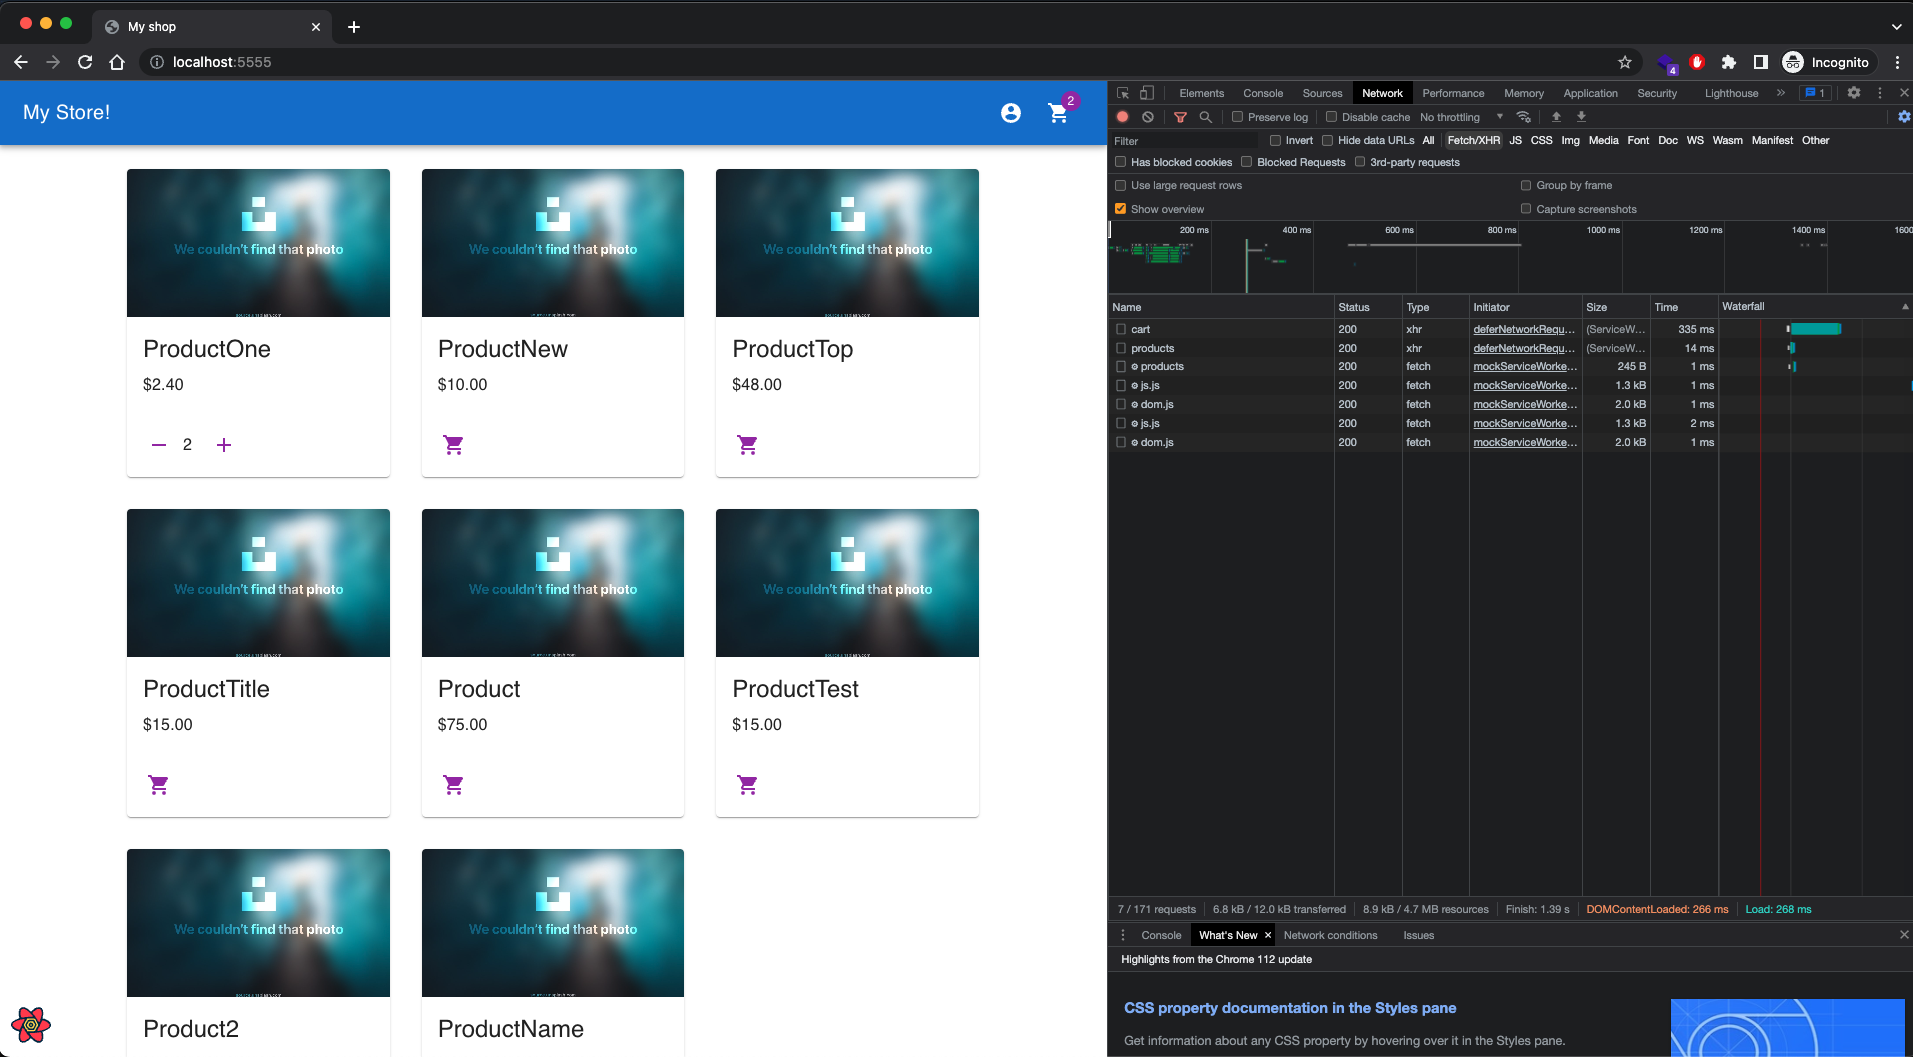 My shop
localhost:5555
4
Incognito
My Store!
2
We couldn't find that photo
We couldn't find that photo
We couldn't find that photo
ProductOne
ProductNew
ProductTop
$2.40
$10.00
$48.00
2
We couldn't find that photo
We couldn't find that photo
We couldn't find that photo
ProductTitle
Product
ProductTest
$15.00
$75.00
$15.00
We couldn't find that photo
We couldn't find that photo
Product2
ProductName
Elements Console Sources Network Performance Memory Application Security Lighthouse 1
Preserve log Disable cache No throttling
Filter Invert Hide data URLs All Fetch/XHR JS CSS Img Media Font Doc WS Wasm Manifest Other
Has blocked cookies Blocked Requests 3rd-party requests
Use large request rows Group by frame
Show overview Capture screenshots
200 ms 400 ms 600 ms 800 ms 1000 ms 1200 ms 1400 ms 1600
Name Status Type Initiator Size Time Waterfall
cart 200 xhr deferNetworkRequ... (ServiceW... 335 ms
products 200 xhr deferNetworkRequ... (ServiceW... 14 ms
products 200 fetch mockServiceWorke... 245 B 1 ms
js.js 200 fetch mockServiceWorke... 1.3 kB 1 ms
dom.js 200 fetch mockServiceWorke... 2.0 kB 1 ms
js.js 200 fetch mockServiceWorke... 1.3 kB 2 ms
dom.js 200 fetch mockServiceWorke... 2.0 kB 1 ms
7 / 171 requests 6.8 kB / 12.0 kB transferred 8.9 kB / 4.7 MB resources Finish: 1.39 s DOMContentLoaded: 266 ms Load: 268 ms
Console What's New Network conditions Issues
Highlights from the Chrome 112 update
CSS property documentation in the Styles pane
Get information about any CSS property by hovering over it in the Styles pane.